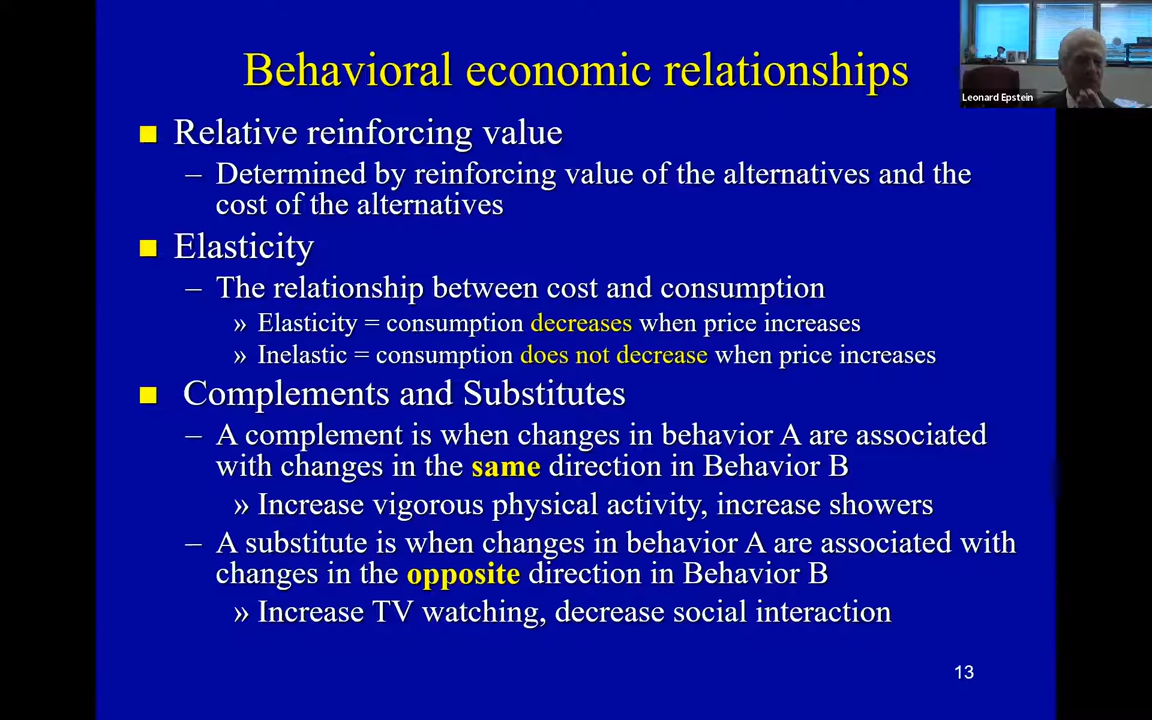 Behavioral economic relationships
Leonard Epstein
■ Relative reinforcing value
– Determined by reinforcing value of the alternatives and the
cost of the alternatives
■ Elasticity
– The relationship between cost and consumption
» Elasticity = consumption decreases when price increases
» Inelastic = consumption does not decrease when price increases
■ Complements and Substitutes
– A complement is when changes in behavior A are associated
with changes in the same direction in Behavior B
» Increase vigorous physical activity, increase showers
– A substitute is when changes in behavior A are associated with
changes in the opposite direction in Behavior B
» Increase TV watching, decrease social interaction
13